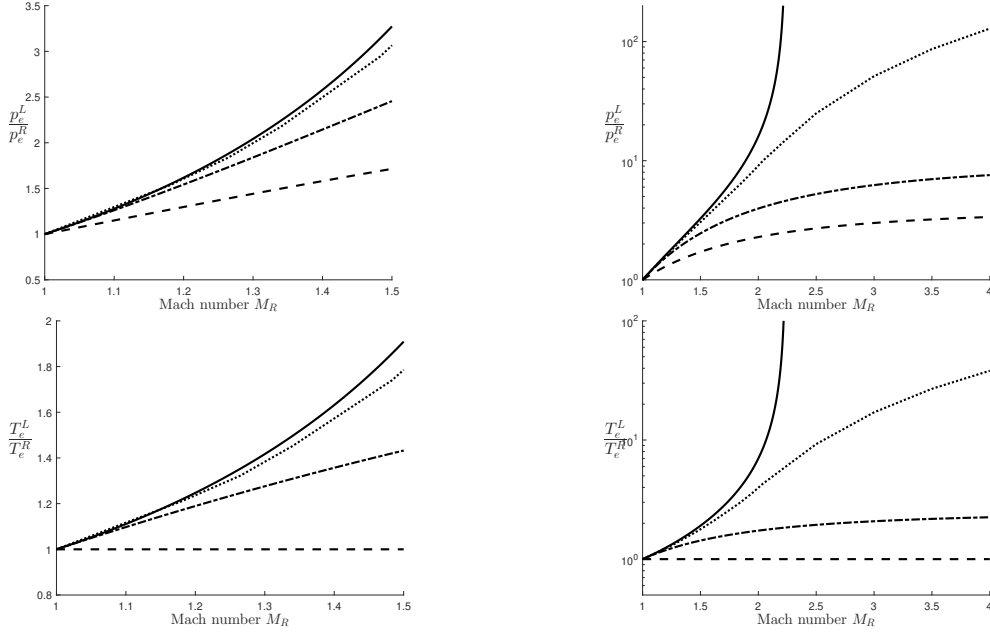 3.5
3
2.5
2
1.5
1
0.5
p_e^L
p_e^R
1 1.1 1.2 1.3 1.4 1.5
Mach number M_R
10^2
10^1
10^0
p_e^L
p_e^R
1 1.5 2 2.5 3 3.5 4
Mach number M_R
2
1.8
1.6
1.4
1.2
1
0.8
T_e^L
T_e^R
1 1.1 1.2 1.3 1.4 1.5
Mach number M_R
10^2
10^1
10^0
T_e^L
T_e^R
1 1.5 2 2.5 3 3.5 4
Mach number M_R